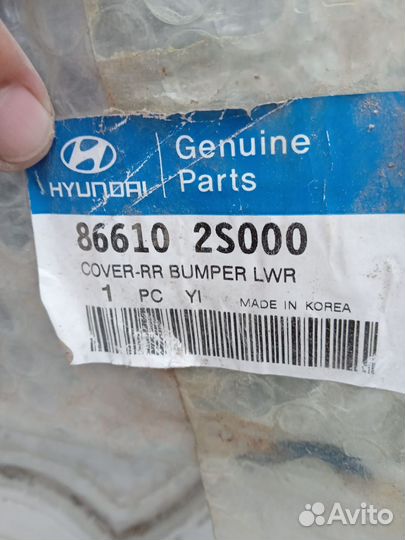 HYUNDAI
Genuine
Parts
86610 2S000
COVER-RR BUMPER LWR
1 PC YI MADE IN KOREA
Avito